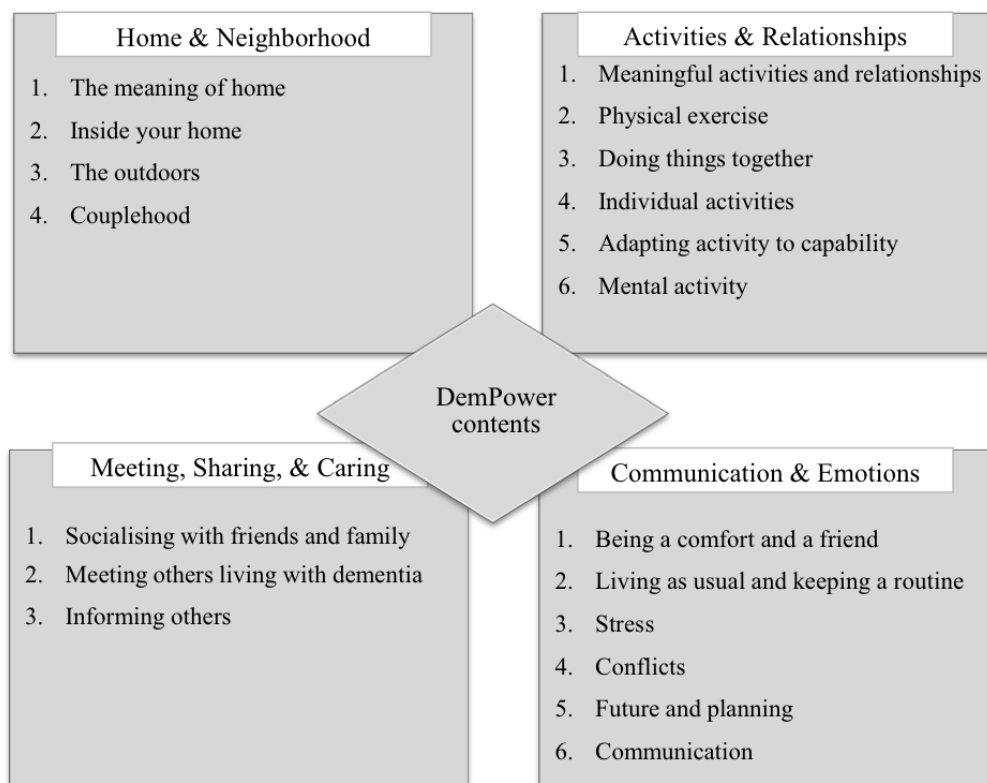 Home & Neighborhood
1. The meaning of home
2. Inside your home
3. The outdoors
4. Couplehood
Activities & Relationships
1. Meaningful activities and relationships
2. Physical exercise
3. Doing things together
4. Individual activities
5. Adapting activity to capability
6. Mental activity
DemPower
contents
Meeting, Sharing, & Caring
1. Socialising with friends and family
2. Meeting others living with dementia
3. Informing others
Communication & Emotions
1. Being a comfort and a friend
2. Living as usual and keeping a routine
3. Stress
4. Conflicts
5. Future and planning
6. Communication